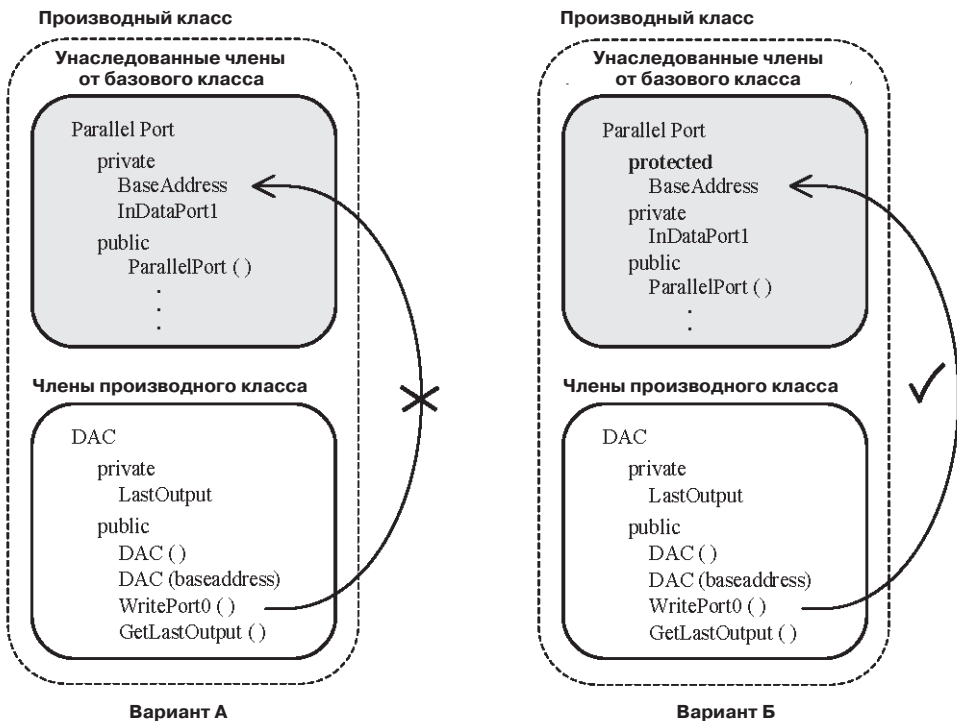 Производный класс
Унаследованные члены
от базового класса
Parallel Port
private
BaseAddress
InDataPort1
public
ParallelPort ( )
Члены производного класса
DAC
private
LastOutput
public
DAC ( )
DAC (baseaddress)
WritePort0 ( )
GetLastOutput ( )
Вариант А
Производный класс
Унаследованные члены
от базового класса
Parallel Port
protected
BaseAddress
private
InDataPort1
public
ParallelPort ( )
Члены производного класса
DAC
private
LastOutput
public
DAC ( )
DAC (baseaddress)
WritePort0 ( )
GetLastOutput ( )
Вариант Б